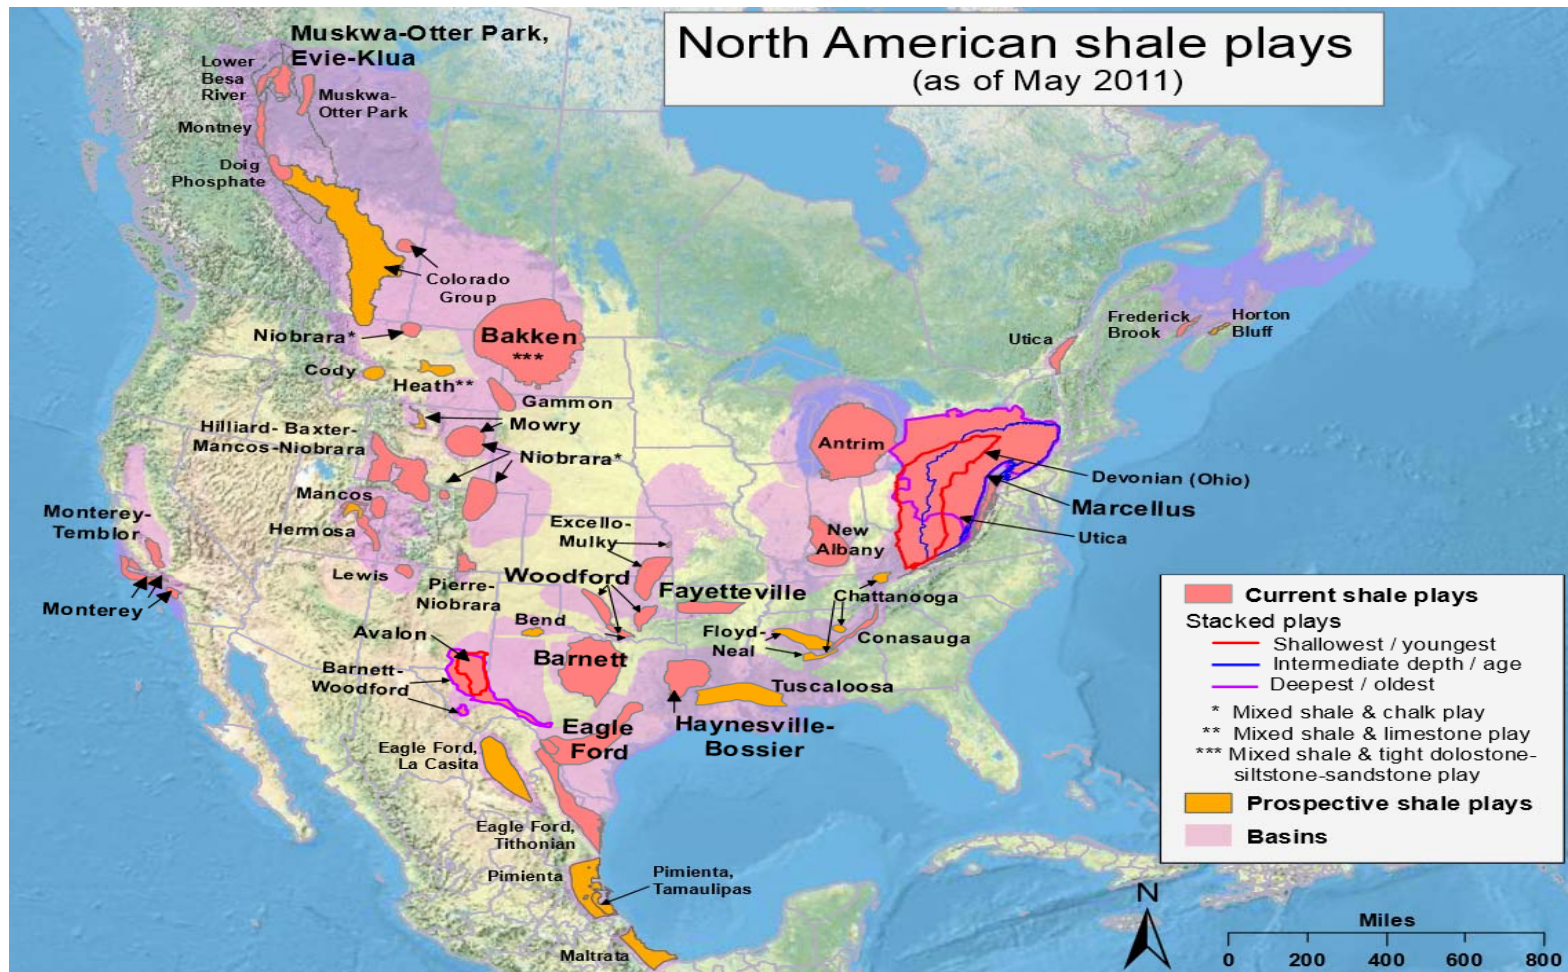 North American shale plays
(as of May 2011)
Muskwa-Otter Park,
Evie-Klua
Lower
Besa
River
Muskwa-
Otter Park
Montney
Doig
Phosphate
Colorado
Group
Niobrara*
Bakken
***
Cody
Heath**
Gammon
Mowry
Hilliard- Baxter-
Mancos-Niobrara
Niobrara*
Mancos
Hermosa
Monterey-
Temblor
Monterey
Lewis
Pierre-
Niobrara
Excello-
Mulky
Woodford
Fayetteville
Bend
Avalon
Barnett-
Woodford
Barnett
Eagle
Ford
Haynesville-
Bossier
Tuscaloosa
Floyd-
Neal
Chattanooga
Conasauga
New
Albany
Antrim
Devonian (Ohio)
Marcellus
Utica
Utica
Frederick
Brook
Horton
Bluff
Eagle Ford,
La Casita
Eagle Ford,
Tithonian
Pimienta
Pimienta,
Tamaulipas
Maltrata
Current shale plays
Stacked plays
Shallowest / youngest
Intermediate depth / age
Deepest / oldest
* Mixed shale & chalk play
** Mixed shale & limestone play
*** Mixed shale & tight dolostone-
siltstone-sandstone play
Prospective shale plays
Basins
N
Miles
0 200 400 600 800